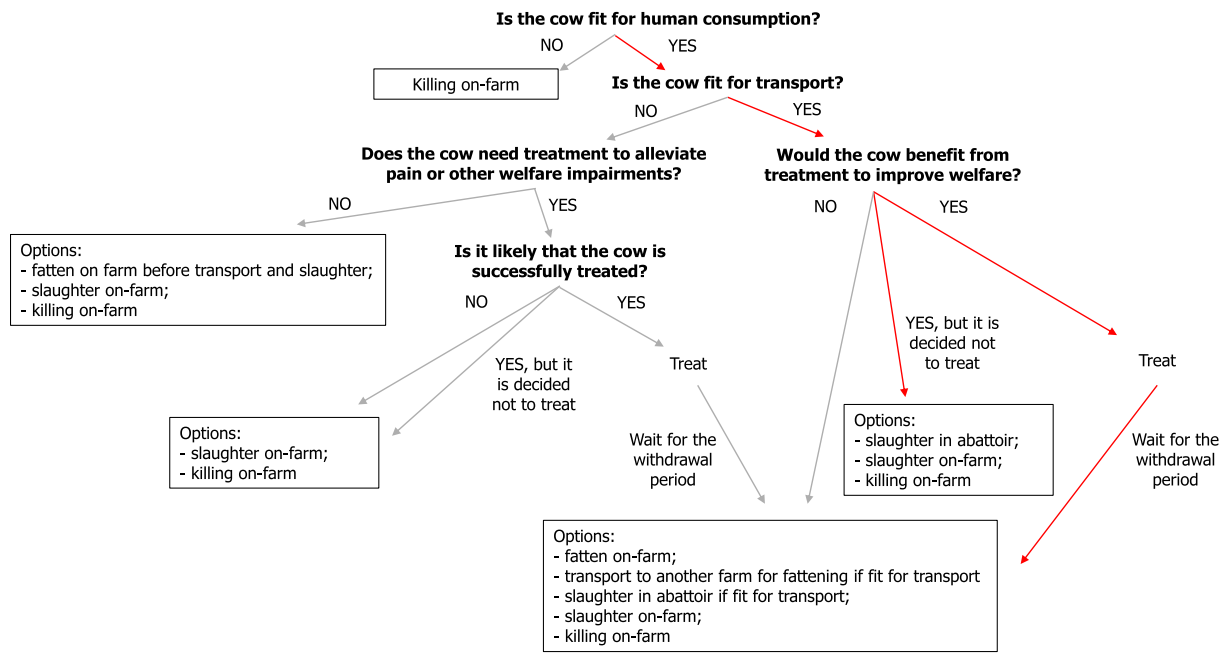 Is the cow fit for human consumption?
NO
YES
Killing on-farm
Is the cow fit for transport?
NO
YES
Does the cow need treatment to alleviate
pain or other welfare impairments?
Would the cow benefit from
treatment to improve welfare?
NO
YES
NO
YES
Options:
- fatten on farm before transport and slaughter;
- slaughter on-farm;
- killing on-farm
Is it likely that the cow is
successfully treated?
NO
YES
YES, but it
is decided
not to treat
Treat
YES, but it is
decided not
to treat
Treat
Options:
- slaughter on-farm;
- killing on-farm
Wait for the
withdrawal
period
Options:
- slaughter in abattoir;
- slaughter on-farm;
- killing on-farm
Wait for the
withdrawal
period
Options:
- fatten on-farm;
- transport to another farm for fattening if fit for transport
- slaughter in abattoir if fit for transport;
- slaughter on-farm;
- killing on-farm